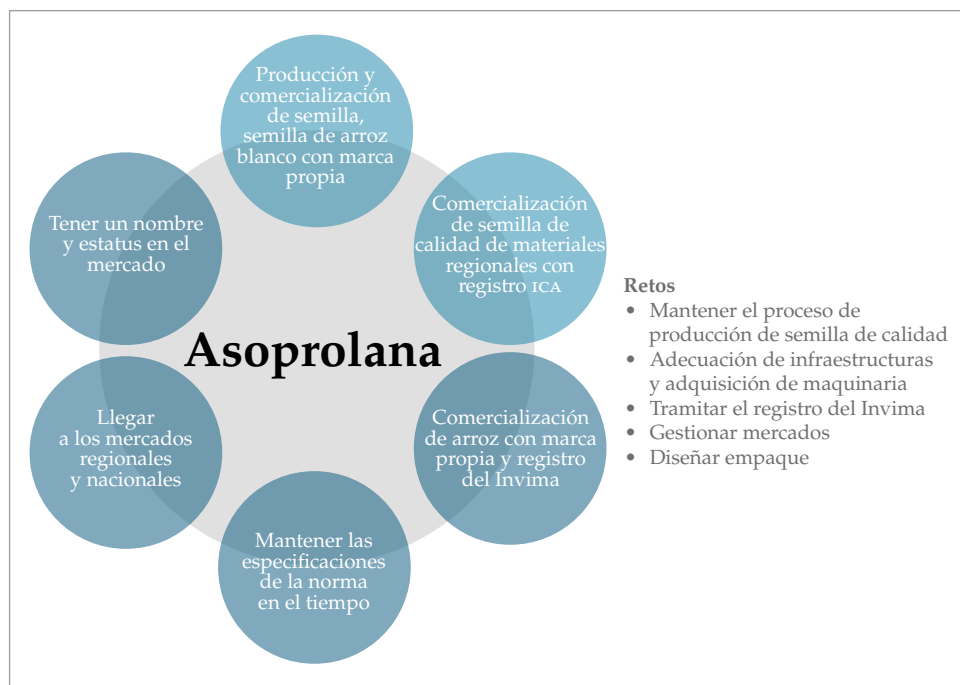 Producción y
comercialización
de semilla,
semilla de arroz
blanco con marca
propia
Comercialización
de semilla de
calidad de materiales
regionales con
registro ICA
Comercialización
de arroz con marca
propia y registro
del Invima
Mantener las
especificaciones
de la norma
en el tiempo
Llegar
a los mercados
regionales
y nacionales
Tener un nombre
y estatus en el
mercado
Asoprolana
Retos
• Mantener el proceso de
producción de semilla de calidad
• Adecuación de infraestructuras
y adquisición de maquinaria
• Tramitar el registro del Invima
• Gestionar mercados
• Diseñar empaque